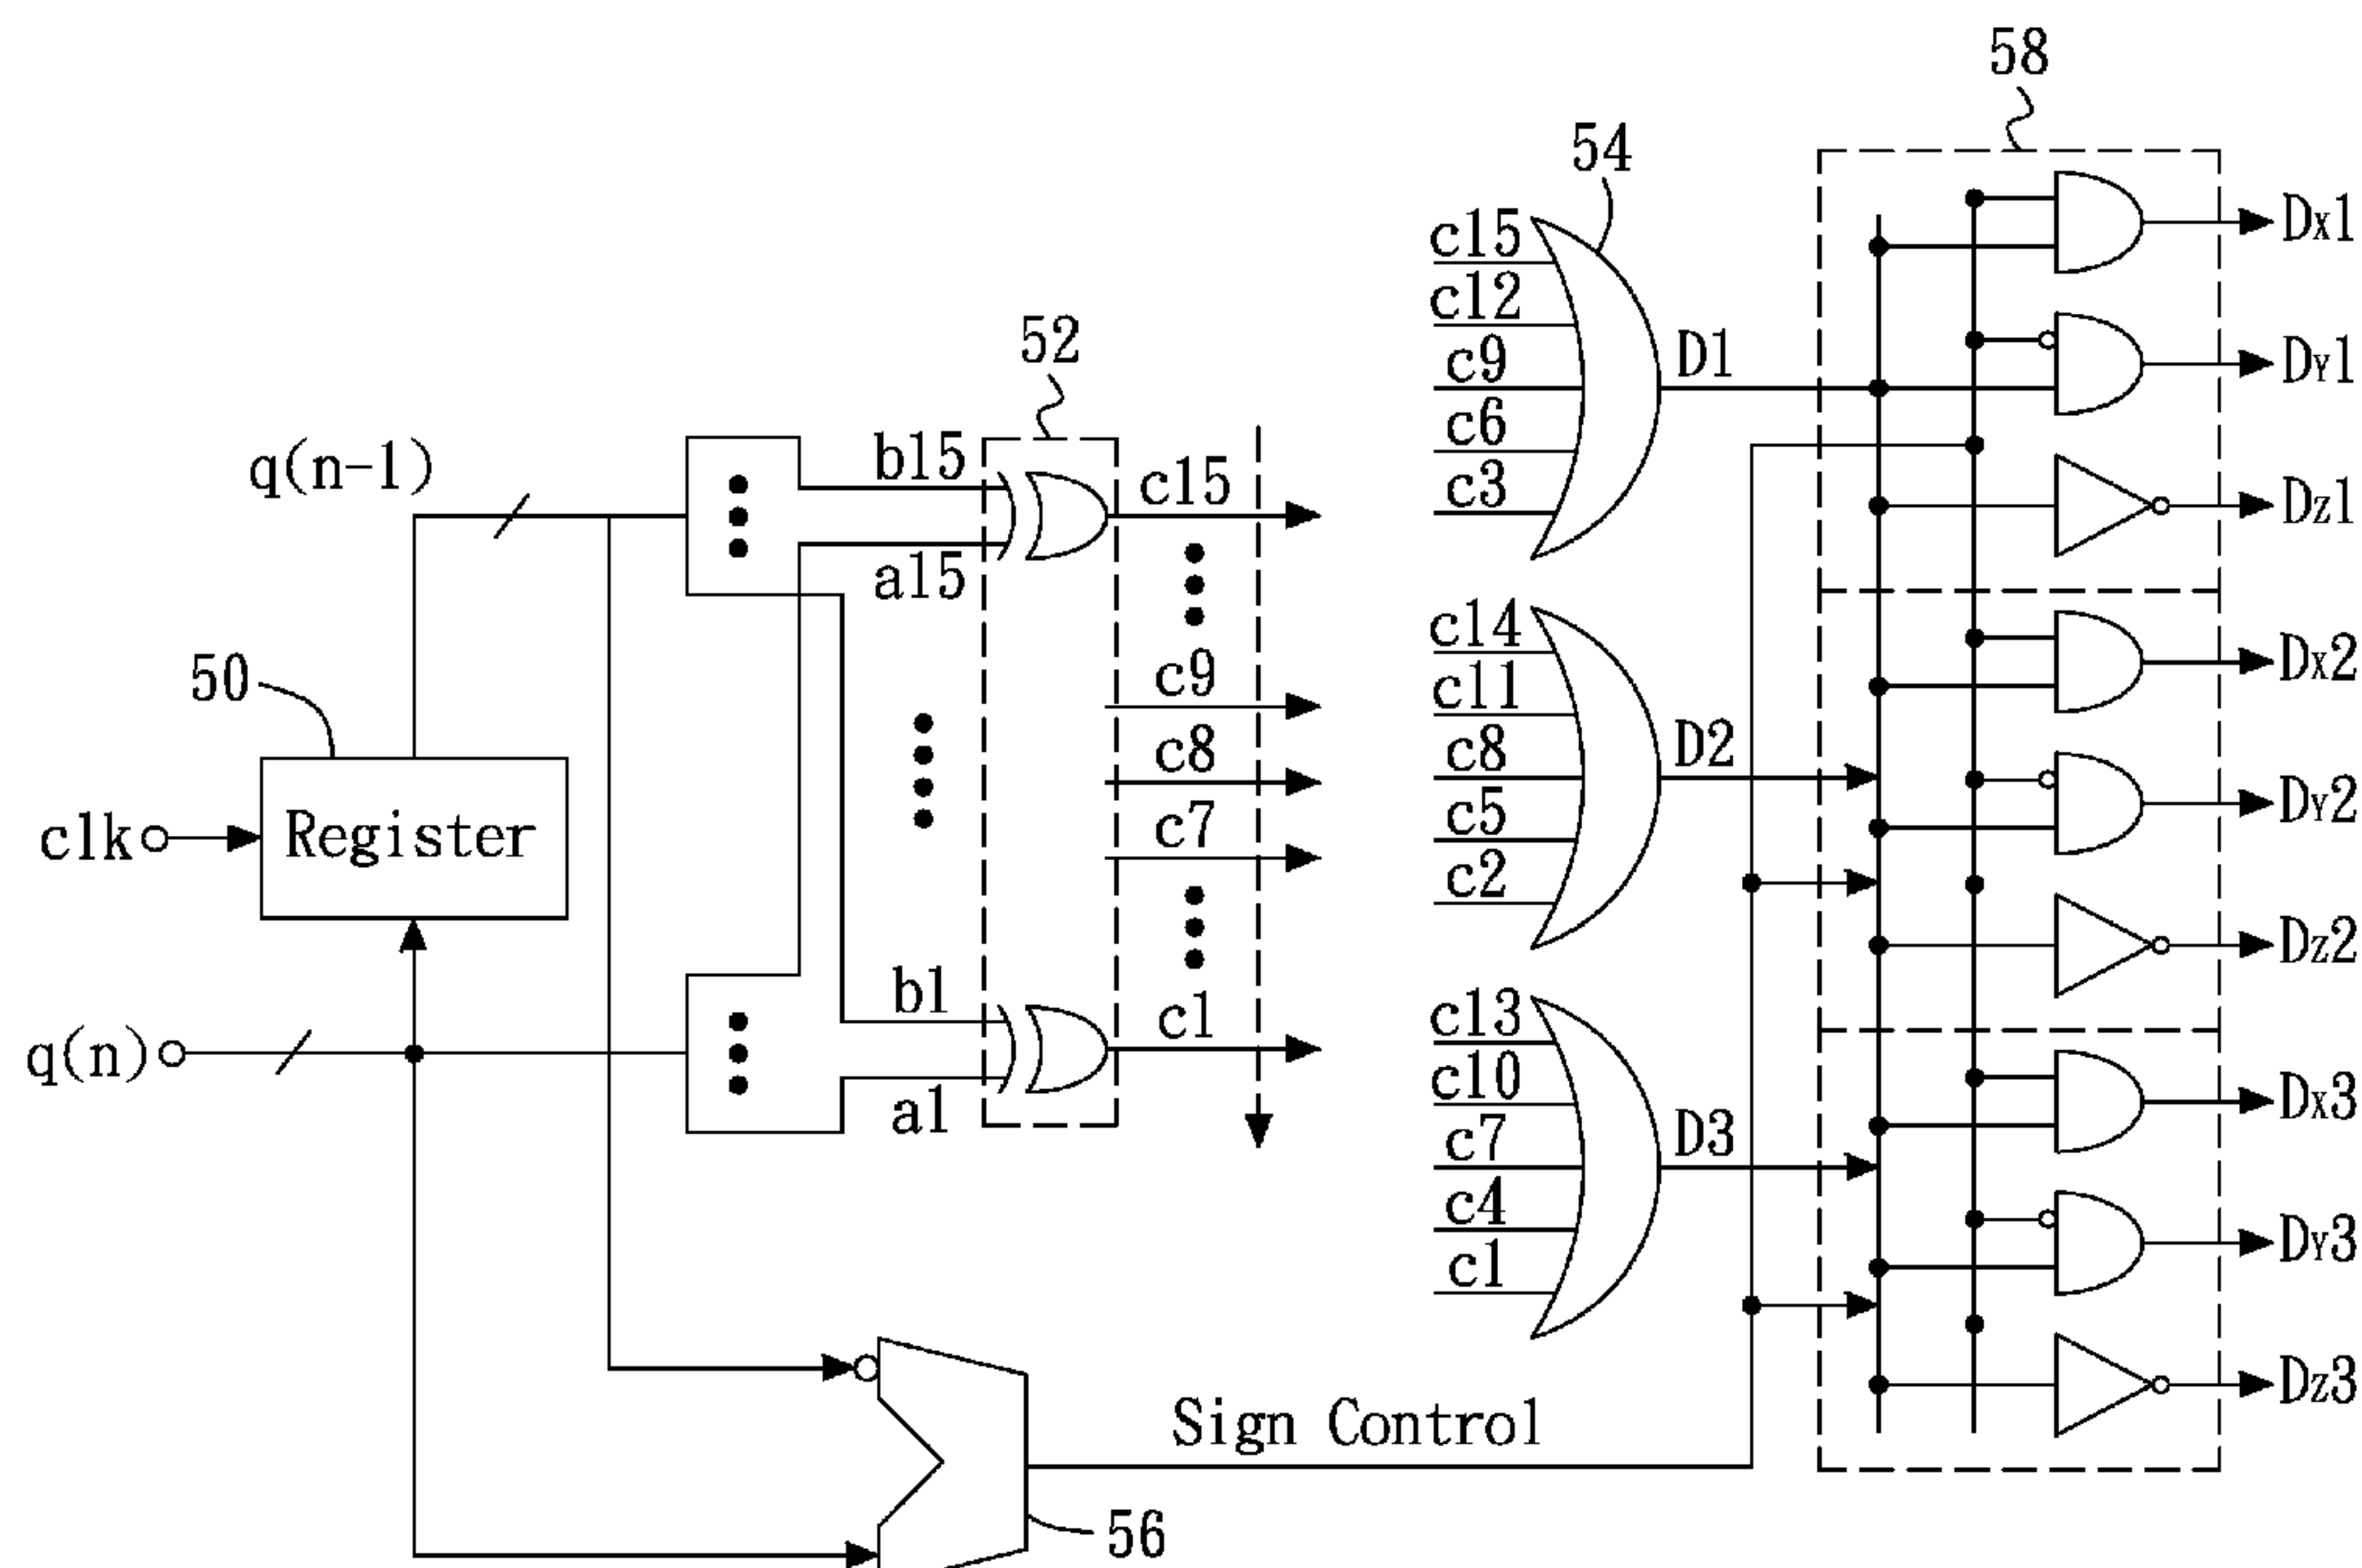 58
54
c15
c12
c9
c6
c3
D1
Dx1
DY1
Dz1
52
q(n-1)
b15
a15
c15
c9
c8
c7
c1
b1
a1
50
clk
Register
q(n)
c14
c11
c8
c5
c2
D2
Dx2
DY2
Dz2
c13
c10
c7
c4
c1
D3
Dx3
DY3
Dz3
Sign Control
56